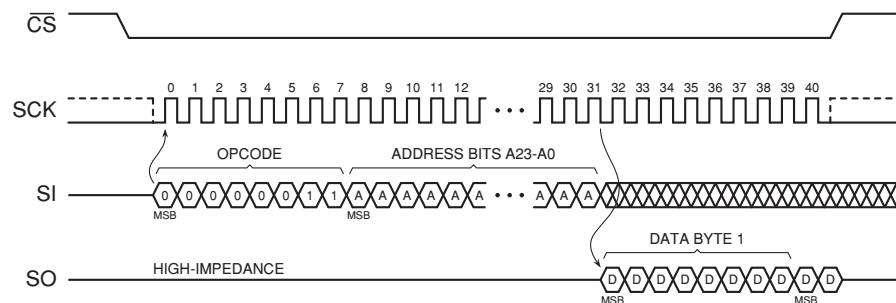 CS
0 1 2 3 4 5 6 7 8 9 10 11 12 29 30 31 32 33 34 35 36 37 38 39 40
SCK
OPCODE ADDRESS BITS A23-A0
SI 0 0 0 0 0 0 1 1 A A A A A A A A A
MSB MSB
DATA BYTE 1
SO HIGH-IMPEDANCE D D D D D D D D D D
MSB MSB